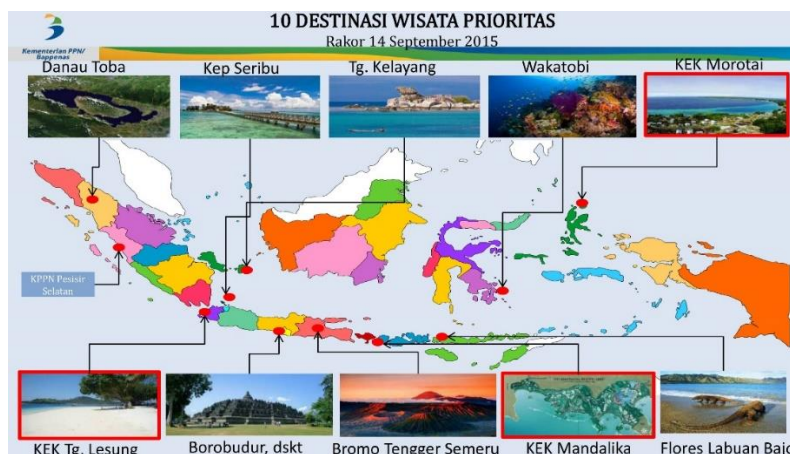 10 DESTINASI WISATA PRIORITAS
Rakor 14 September 2015
Kementerian PPN/
Bappenas
Danau Toba
Kep Seribu
Tg. Kelayang
Wakatobi
KEK Morotai
KPPN Pesisir
Selatan
KEK Tg. Lesung
Borobudur, dskt
Bromo Tengger Semeru
KEK Mandalika
Flores Labuan Bajo